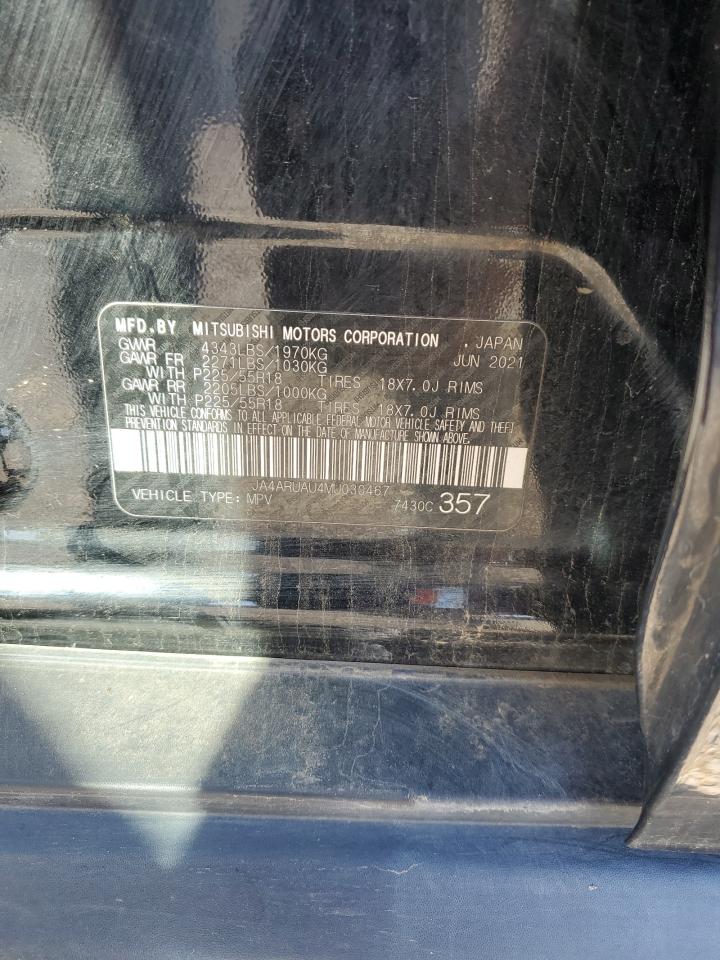 MFD.BY MITSUBISHI MOTORS CORPORATION , JAPAN
GVWR 4343LBS/1970KG JUN 2021
GAWR FR 2271LBS/1030KG
WITH P225/55R18 TIRES 18X7.0J RIMS
GAWR RR 2205LBS/1000KG
WITH P225/55R18 TIRES 18X7.0J RIMS
THIS VEHICLE CONFORMS TO ALL APPLICABLE FEDERAL MOTOR VEHICLE SAFETY AND THEFT
PREVENTION STANDARDS IN EFFECT ON THE DATE OF MANUFACTURE SHOWN ABOVE.
JA4ARUAU4MU030467
VEHICLE TYPE: MPV 7430C 357